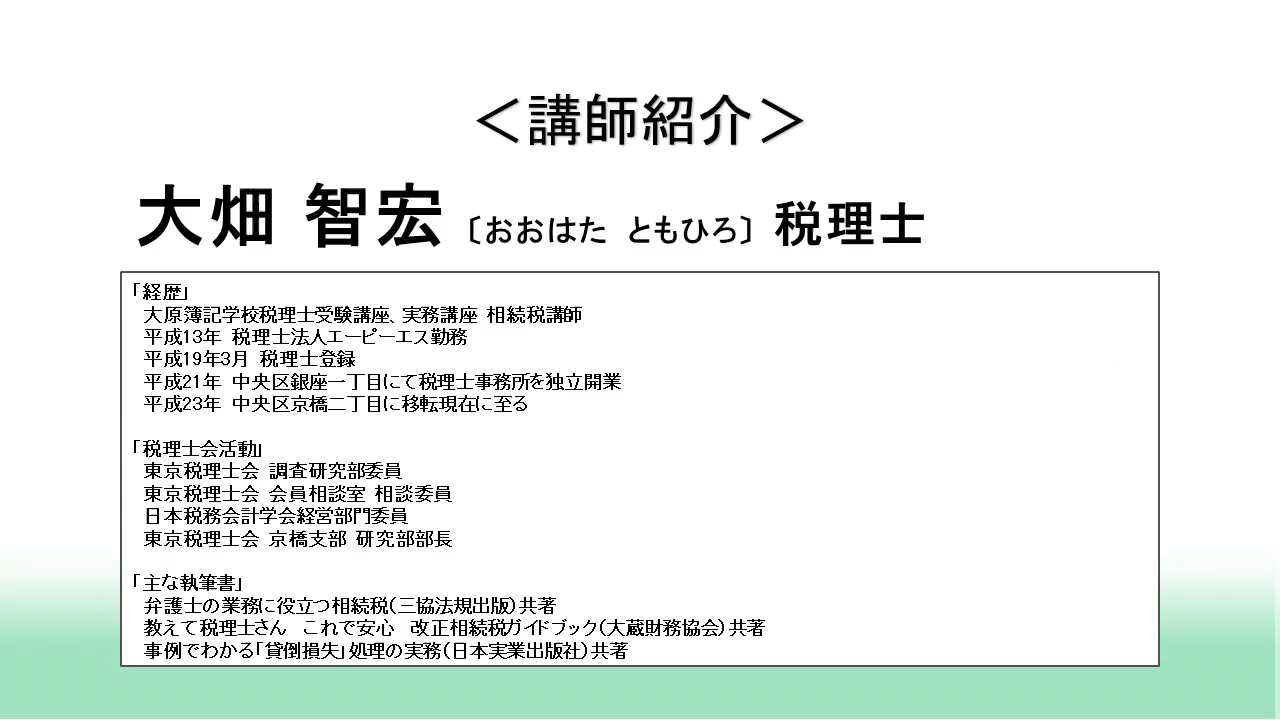 ＜講師紹介＞
大畑 智宏〔おおはた ともひろ〕税理士
「経歴」
大原簿記学校税理士受験講座、実務講座 相続税講師
平成13年 税理士法人エーピーエス勤務
平成19年3月 税理士登録
平成21年 中央区銀座一丁目にて税理士事務所を独立開業
平成23年 中央区京橋二丁目に移転現在に至る
「税理士会活動」
東京税理士会 調査研究部委員
東京税理士会 会員相談室 相談委員
日本税務会計学会経営部門委員
東京税理士会 京橋支部 研究部部長
「主な執筆書」
弁護士の業務に役立つ相続税（三協法規出版）共著
教えて税理士さん これで安心 改正相続税ガイドブック（大蔵財務協会）共著
事例でわかる「貸倒損失」処理の実務（日本実業出版社）共著